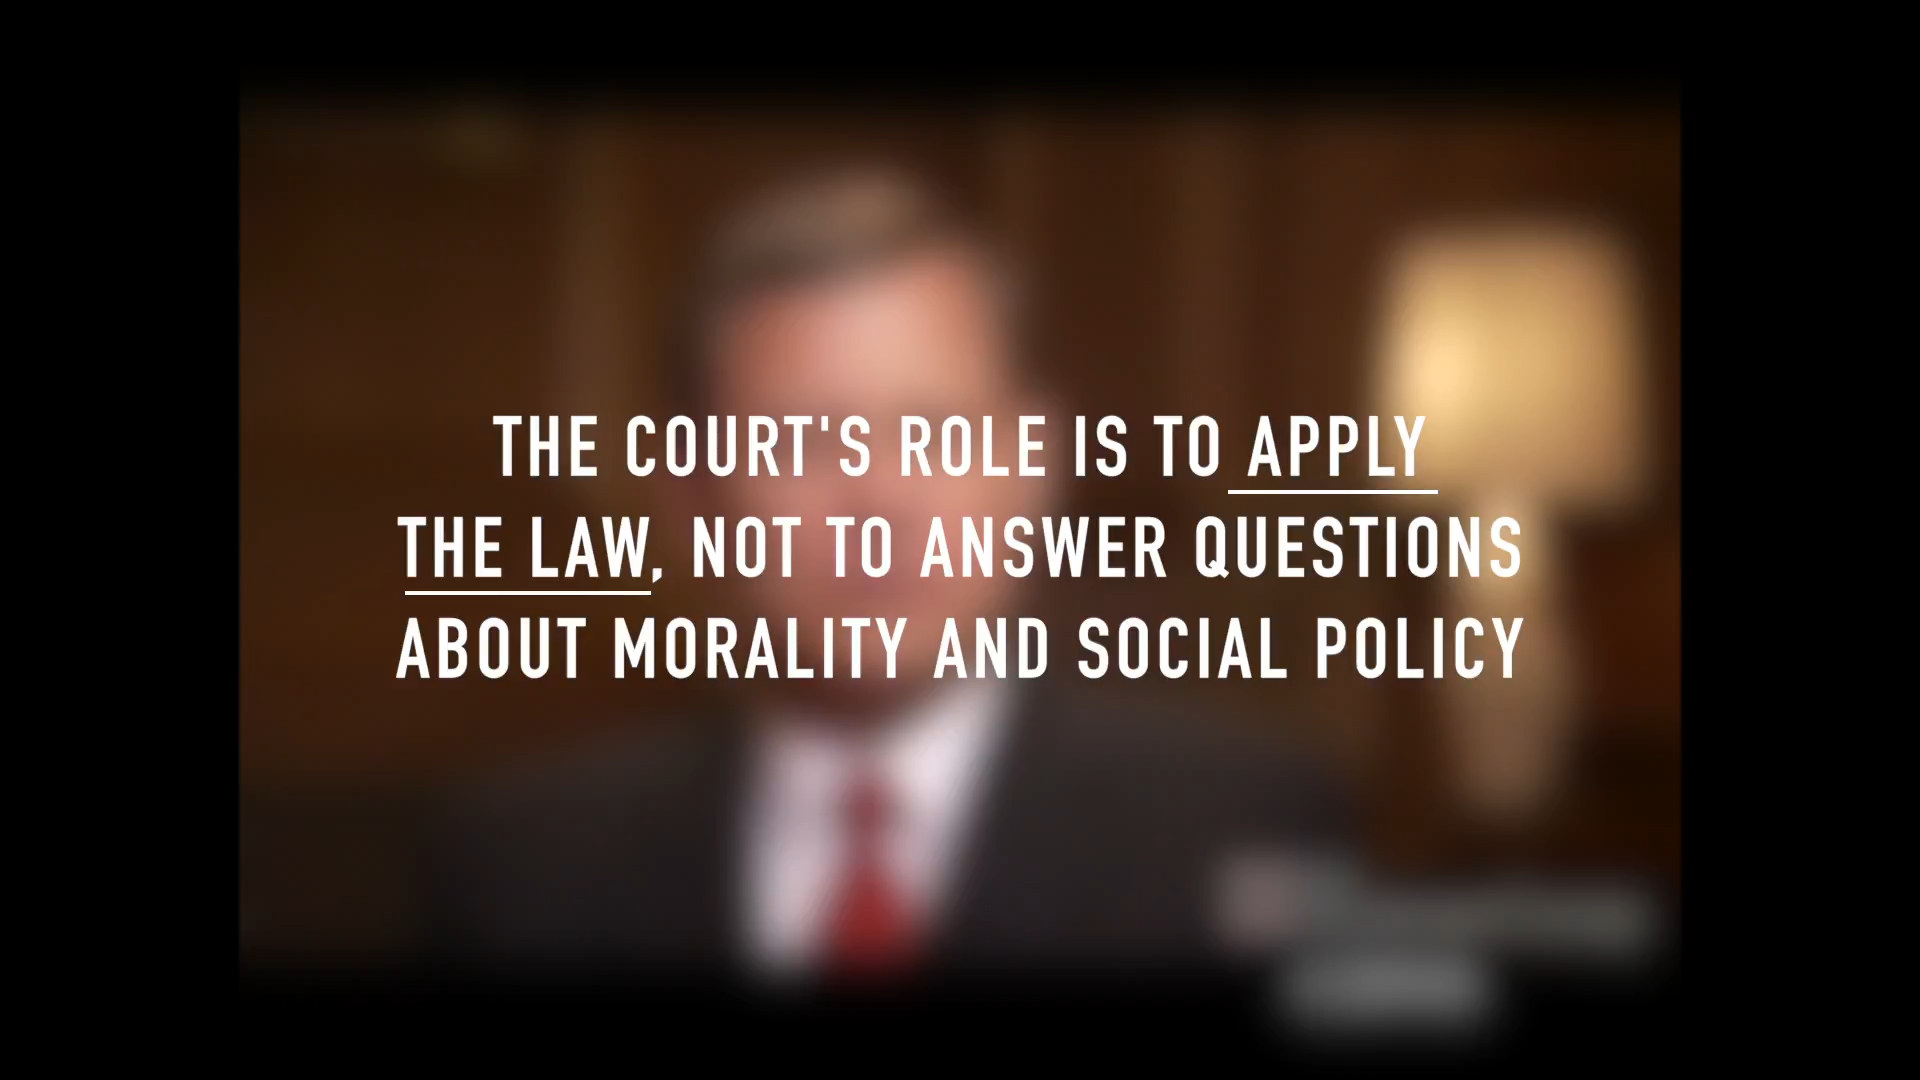 THE COURT'S ROLE IS TO APPLY
THE LAW, NOT TO ANSWER QUESTIONS
ABOUT MORALITY AND SOCIAL POLICY